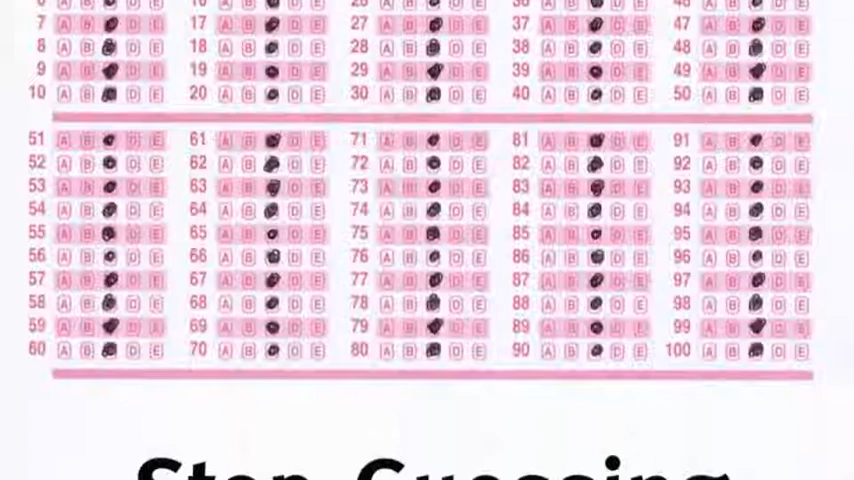 7 A B D E 17 A B D E 27 A B D E 37 A B D E 47 A B D E
8 A B D E 18 A B D E 28 A B D E 38 A B D E 48 A B D E
9 A B D E 19 A B D E 29 A B D E 39 A B D E 49 A B D E
10 A B D E 20 A B D E 30 A B D E 40 A B D E 50 A B D E
51 A B D E 61 A B D E 71 A B D E 81 A B D E 91 A B D E
52 A B D E 62 A B D E 72 A B D E 82 A B D E 92 A B D E
53 A B D E 63 A B D E 73 A B D E 83 A B D E 93 A B D E
54 A B D E 64 A B D E 74 A B D E 84 A B D E 94 A B D E
55 A B D E 65 A B D E 75 A B D E 85 A B D E 95 A B D E
56 A B D E 66 A B D E 76 A B D E 86 A B D E 96 A B D E
57 A B D E 67 A B D E 77 A B D E 87 A B D E 97 A B D E
58 A B D E 68 A B D E 78 A B D E 88 A B D E 98 A B D E
59 A B D E 69 A B D E 79 A B D E 89 A B D E 99 A B D E
60 A B D E 70 A B D E 80 A B D E 90 A B D E 100 A B D E
Stop Guessing